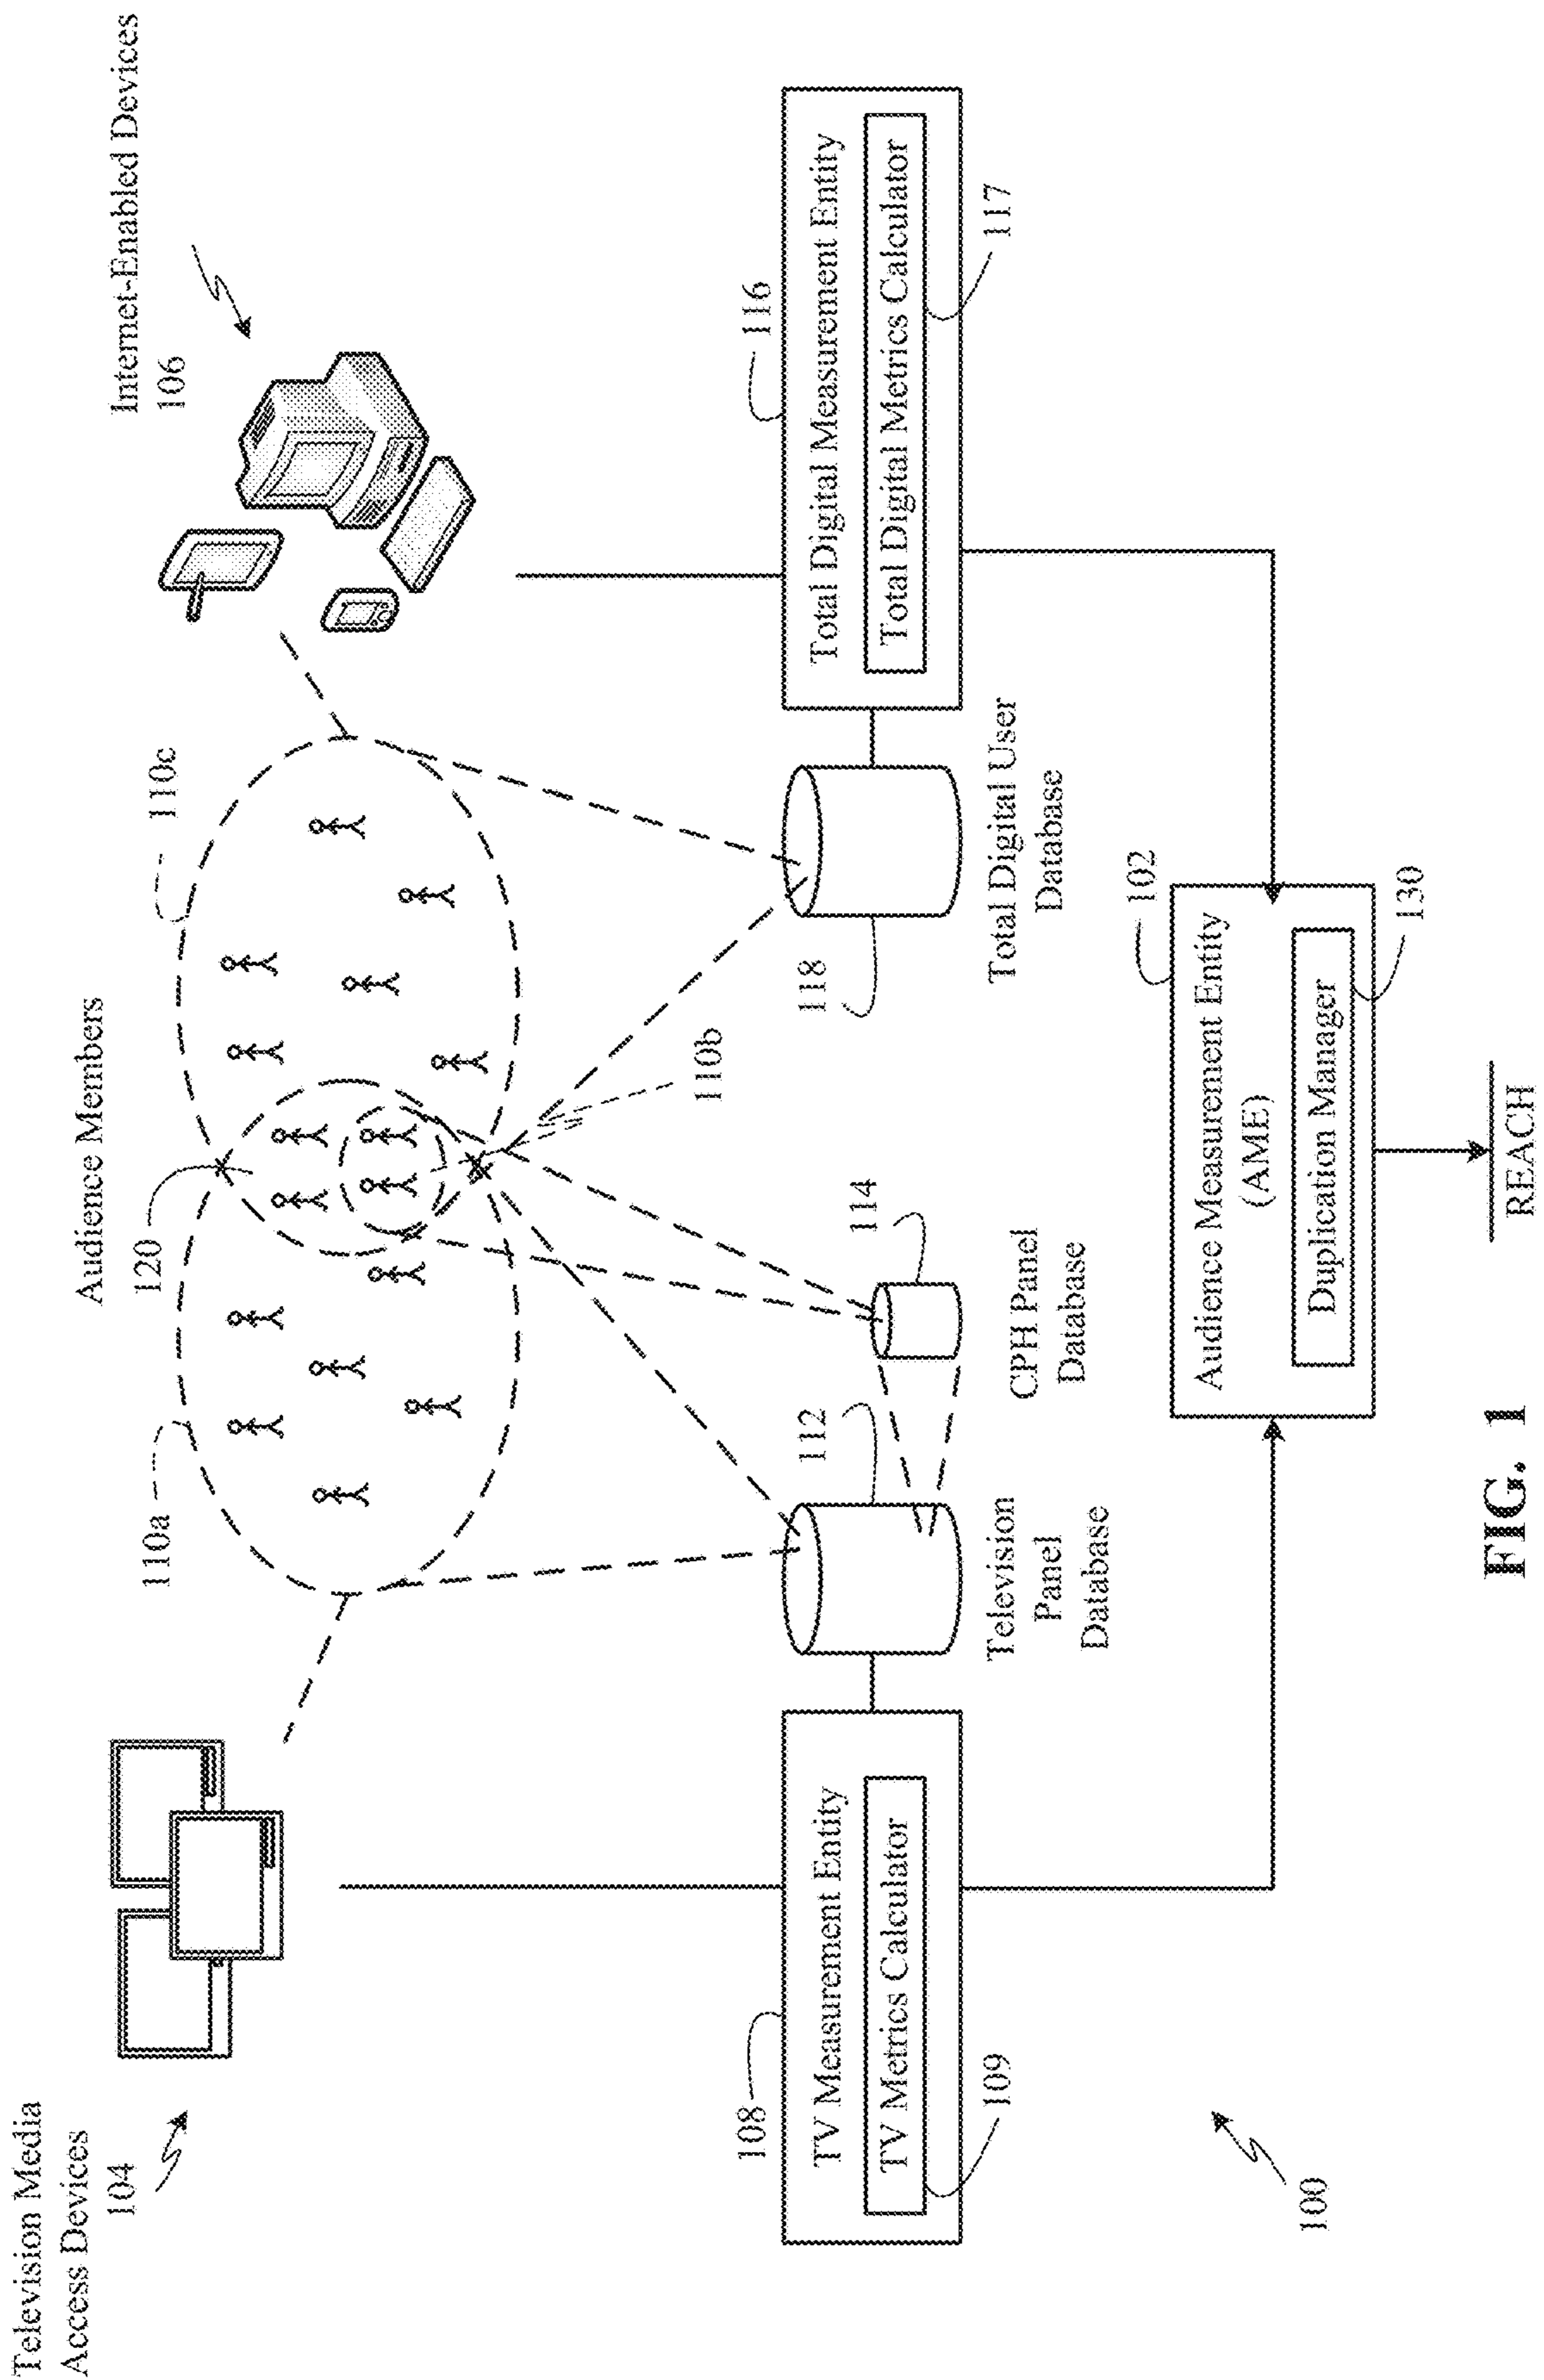 Television Media
Access Devices
104
Audience Members
Internet-Enabled Devices
106
110a
120
110c
110b
108
TV Measurement Entity
TV Metrics Calculator
109
112
Television
Panel
Database
114
CPH Panel
Database
118
Total Digital User
Database
116
Total Digital Measurement Entity
Total Digital Metrics Calculator
117
102
Audience Measurement Entity
(AME)
Duplication Manager
130
REACH
100
FIG. 1